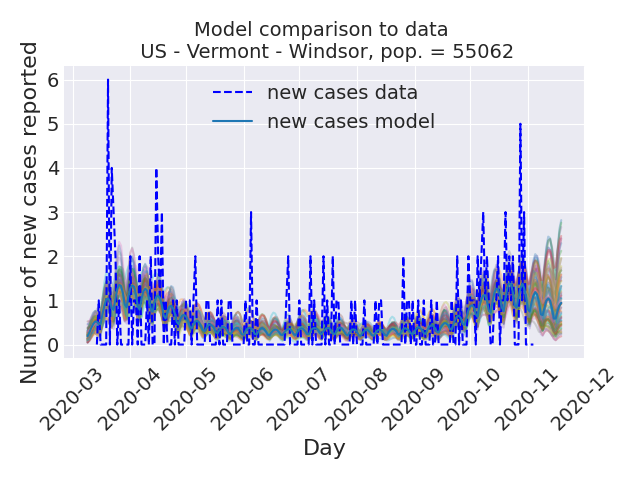 Model comparison to data
US - Vermont - Windsor, pop. = 55062
Number of new cases reported
6
5
4
3
2
1
0
new cases data
new cases model
2020-03
2020-04
2020-05
2020-06
2020-07
2020-08
2020-09
2020-10
2020-11
2020-12
Day